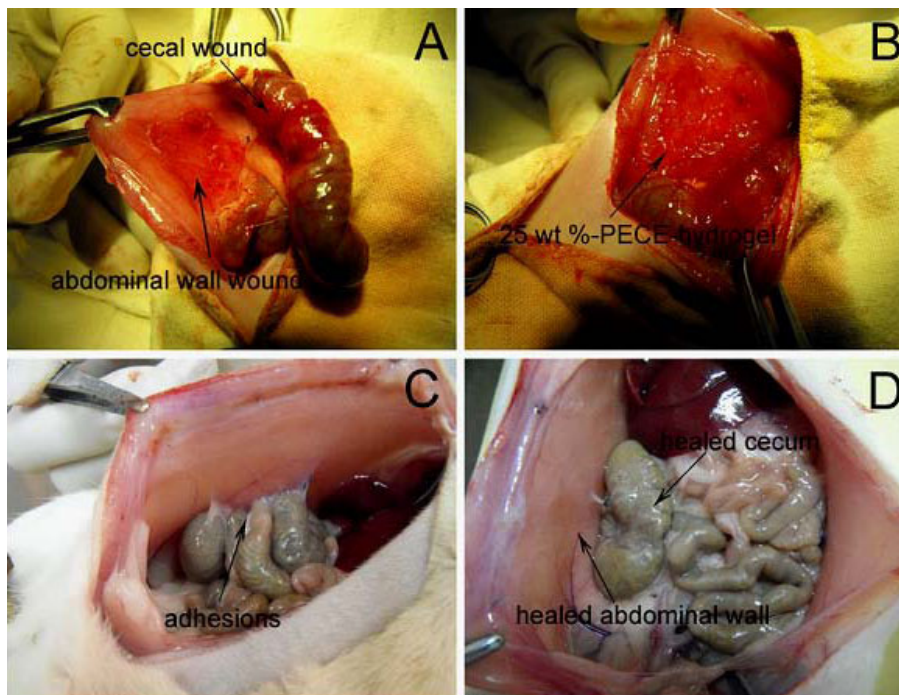 A
cecal wound
abdominal wall wound
B
25 wt %-PECE-hydrogel
C
adhesions
D
healed cecum
healed abdominal wall